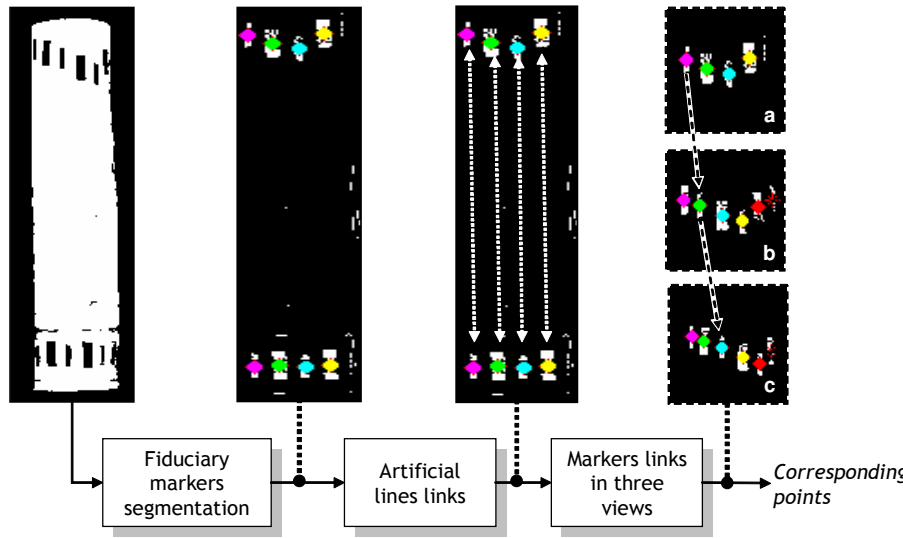 a
b
c
Fiduciary
markers
segmentation
Artificial
lines links
Markers links
in three
views
Corresponding
points